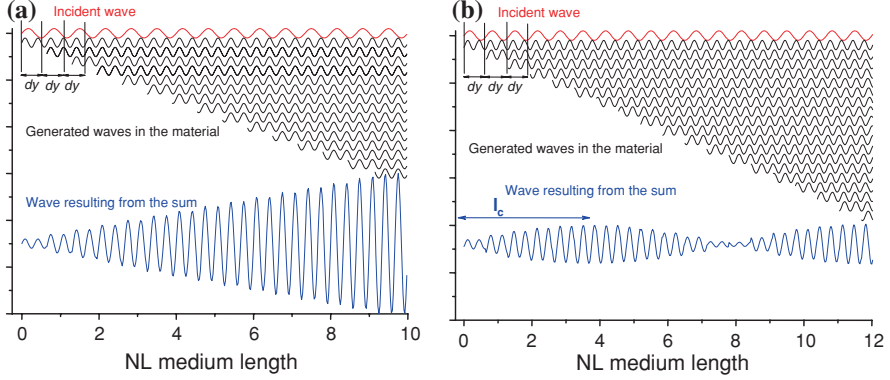 (a)
Incident wave
dy dy dy
Generated waves in the material
Wave resulting from the sum
0 2 4 6 8 10
NL medium length
(b)
Incident wave
dy dy dy
Generated waves in the material
Wave resulting from the sum
lc
0 2 4 6 8 10 12
NL medium length